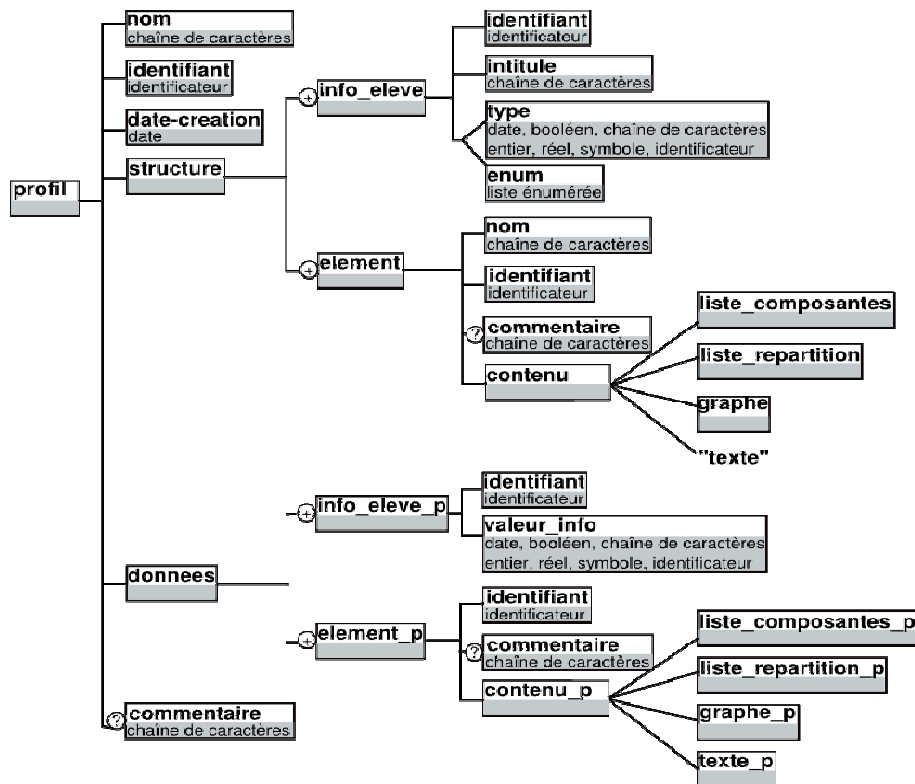 nom
chaîne de caractères
identifiant
identificateur
date-creation
date
structure
profil
donnees
?
commentaire
chaîne de caractères
+
info_eleve
identifiant
identificateur
intitule
chaîne de caractères
type
date, booléen, chaîne de caractères
entier, réel, symbole, identificateur
enum
liste énumérée
+
element
nom
chaîne de caractères
identifiant
identificateur
?
commentaire
chaîne de caractères
contenu
liste_composantes
liste_repartition
graphe
"texte"
+
info_eleve_p
identifiant
identificateur
valeur_info
date, booléen, chaîne de caractères
entier, réel, symbole, identificateur
+
element_p
identifiant
identificateur
?
commentaire
chaîne de caractères
contenu_p
liste_composantes_p
liste_repartition_p
graphe_p
texte_p